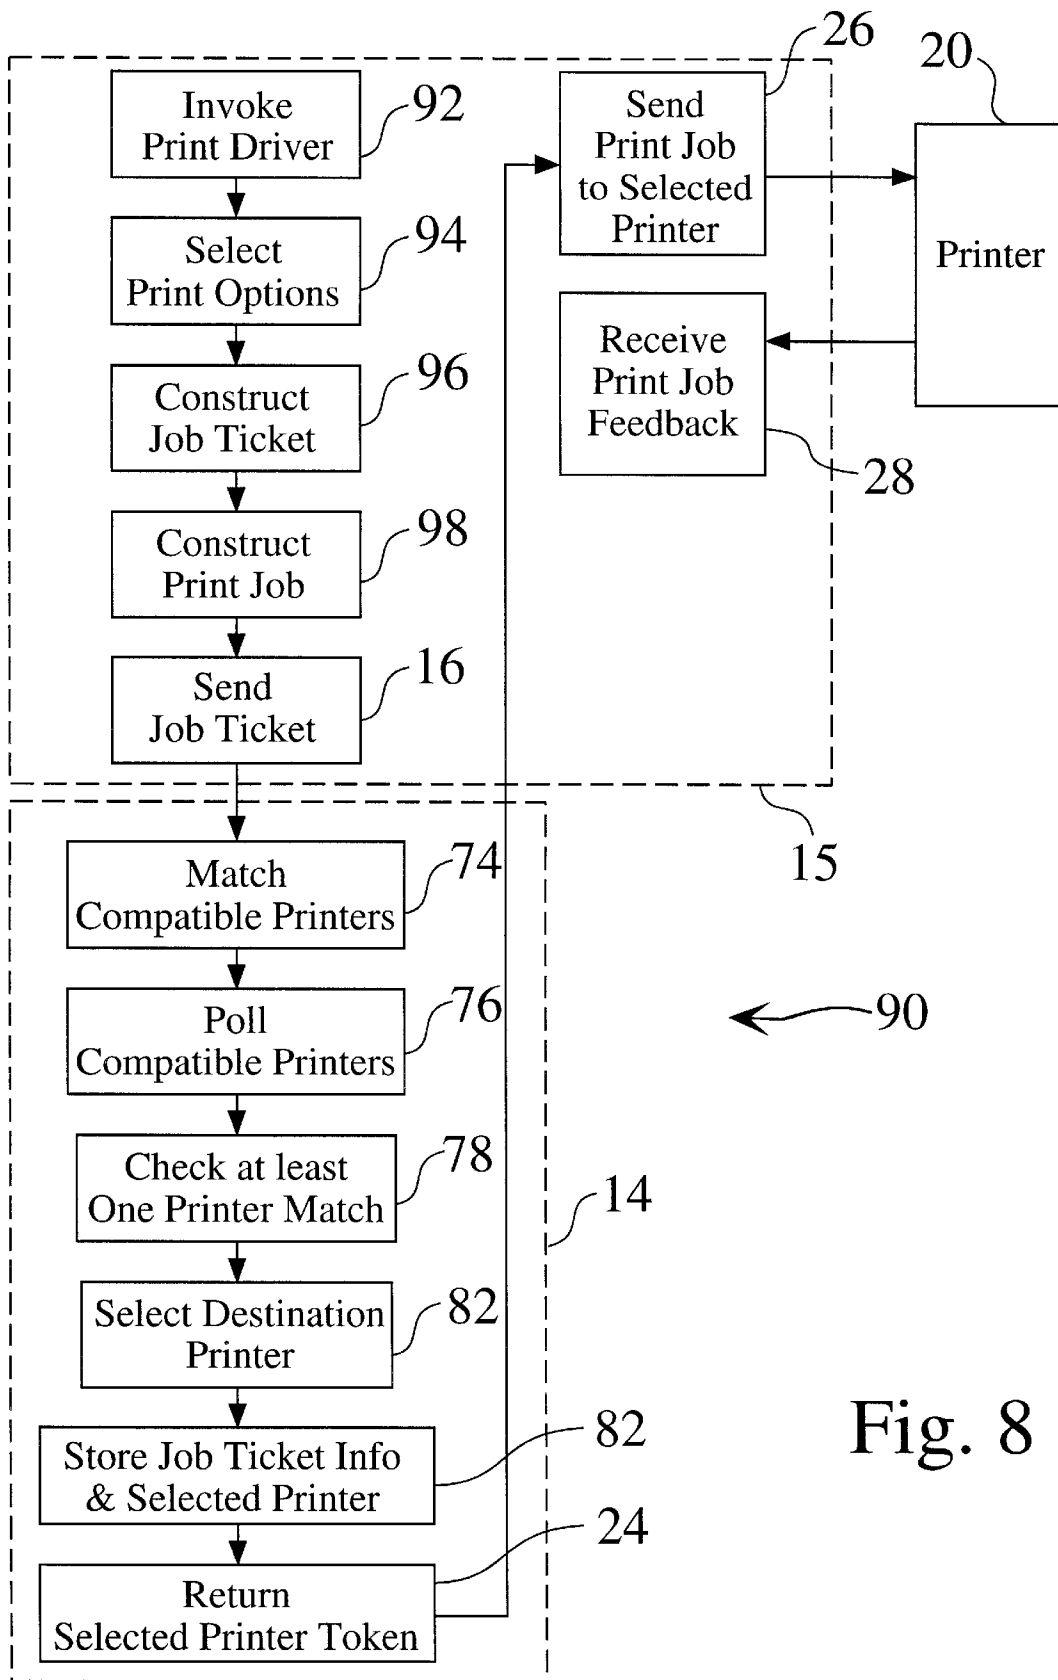 Invoke
Print Driver
92
Select
Print Options
94
Construct
Job Ticket
96
Construct
Print Job
98
Send
Job Ticket
16
Send
Print Job
to Selected
Printer
26
Printer
20
Receive
Print Job
Feedback
28
15
Match
Compatible Printers
74
Poll
Compatible Printers
76
90
Check at least
One Printer Match
78
14
Select Destination
Printer
82
Store Job Ticket Info
& Selected Printer
82
Return
Selected Printer Token
24
Fig. 8